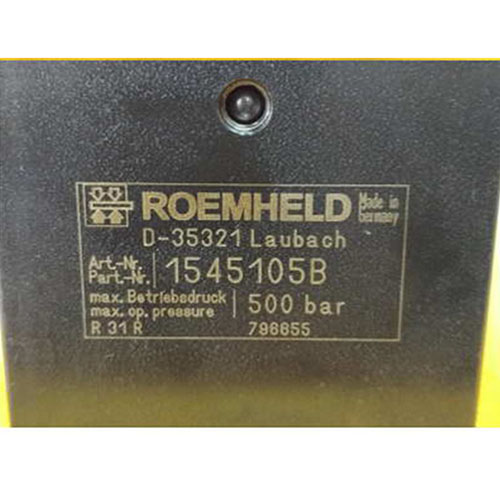 ROEMHELD Made in Germany
D-35321 Laubach
Art.-Nr.
Part.-Nr. 1545105B
max. Betriebsdruck
max. op. pressure 500 bar
R 31 R 796655